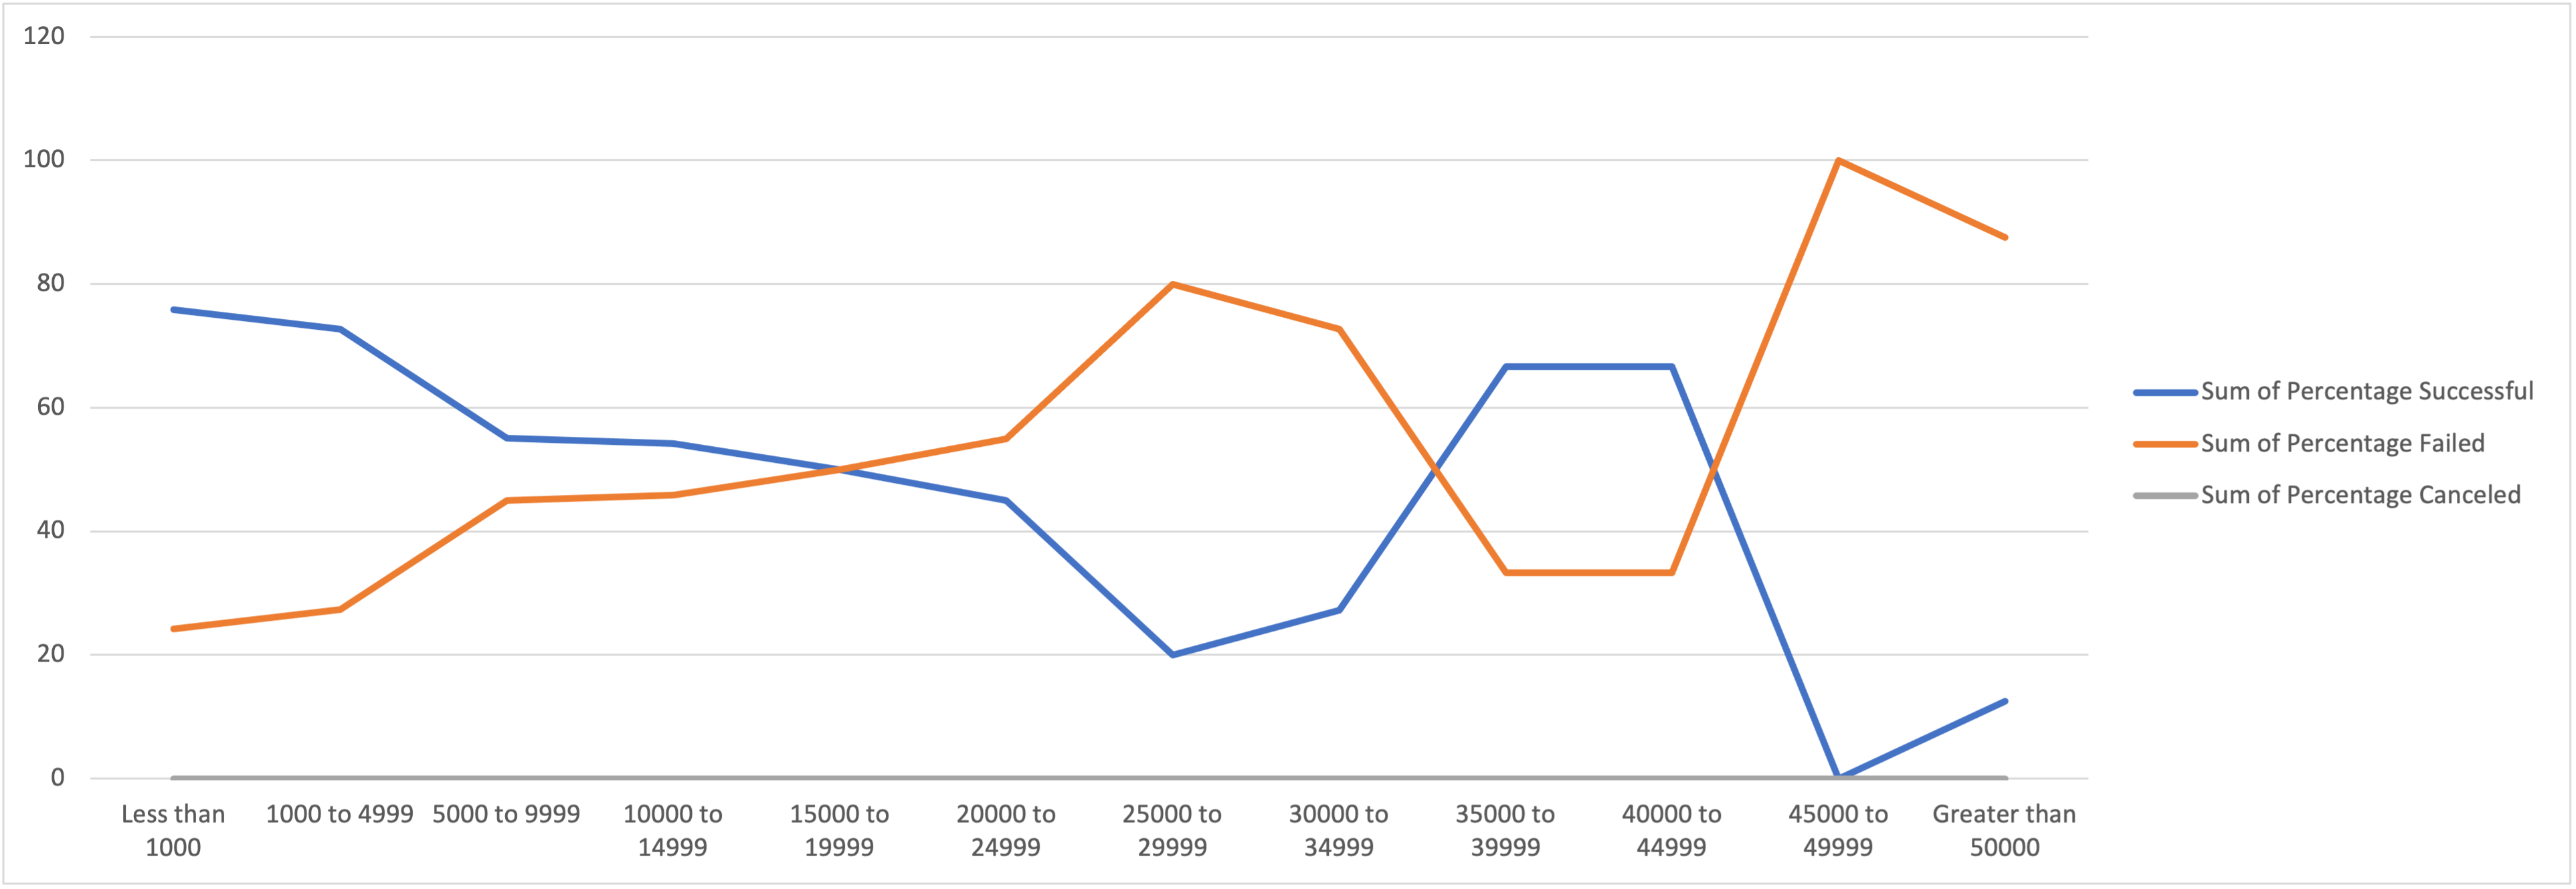 120
100
80
60
40
20
0
Less than
1000
1000 to 4999
5000 to 9999
10000 to
14999
15000 to
19999
20000 to
24999
25000 to
29999
30000 to
34999
35000 to
39999
40000 to
44999
45000 to
49999
Greater than
50000
Sum of Percentage Successful
Sum of Percentage Failed
Sum of Percentage Canceled